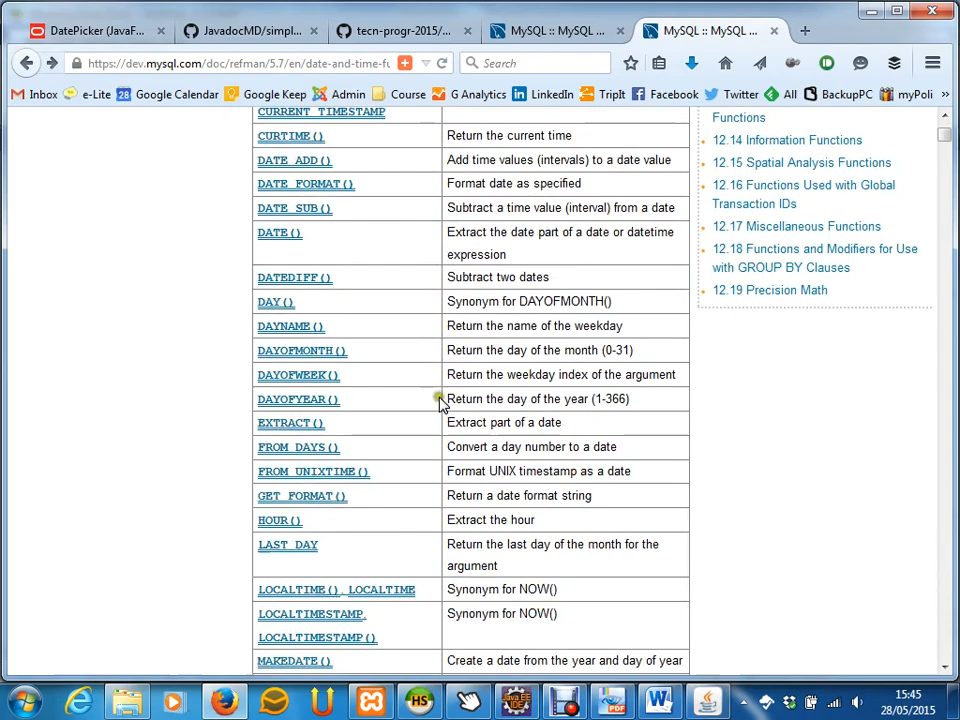 DatePicker (JavaF...
JavadocMD/simpl...
tecn-progr-2015/...
MySQL :: MySQL ...
MySQL :: MySQL ...
https://dev.mysql.com/doc/refman/5.7/en/date-and-time-fu
Search
Inbox
e-Lite
28
Google Calendar
Google Keep
Admin
Course
G Analytics
LinkedIn
TripIt
Facebook
Twitter
All
BackupPC
myPoli
CURRENT_TIMESTAMP
CURTIME() Return the current time
DATE_ADD() Add time values (intervals) to a date value
DATE_FORMAT() Format date as specified
DATE_SUB() Subtract a time value (interval) from a date
DATE() Extract the date part of a date or datetime
expression
DATEDIFF() Subtract two dates
DAY() Synonym for DAYOFMONTH()
DAYNAME() Return the name of the weekday
DAYOFMONTH() Return the day of the month (0-31)
DAYOFWEEK() Return the weekday index of the argument
DAYOFYEAR() Return the day of the year (1-366)
EXTRACT() Extract part of a date
FROM_DAYS() Convert a day number to a date
FROM_UNIXTIME() Format UNIX timestamp as a date
GET_FORMAT() Return a date format string
HOUR() Extract the hour
LAST_DAY Return the last day of the month for the
argument
LOCALTIME(), LOCALTIME Synonym for NOW()
LOCALTIMESTAMP, Synonym for NOW()
LOCALTIMESTAMP()
MAKEDATE() Create a date from the year and day of year
Functions
12.14 Information Functions
12.15 Spatial Analysis Functions
12.16 Functions Used with Global
Transaction IDs
12.17 Miscellaneous Functions
12.18 Functions and Modifiers for Use
with GROUP BY Clauses
12.19 Precision Math
HS
Java EE
IDE
PDF
15:45
28/05/2015